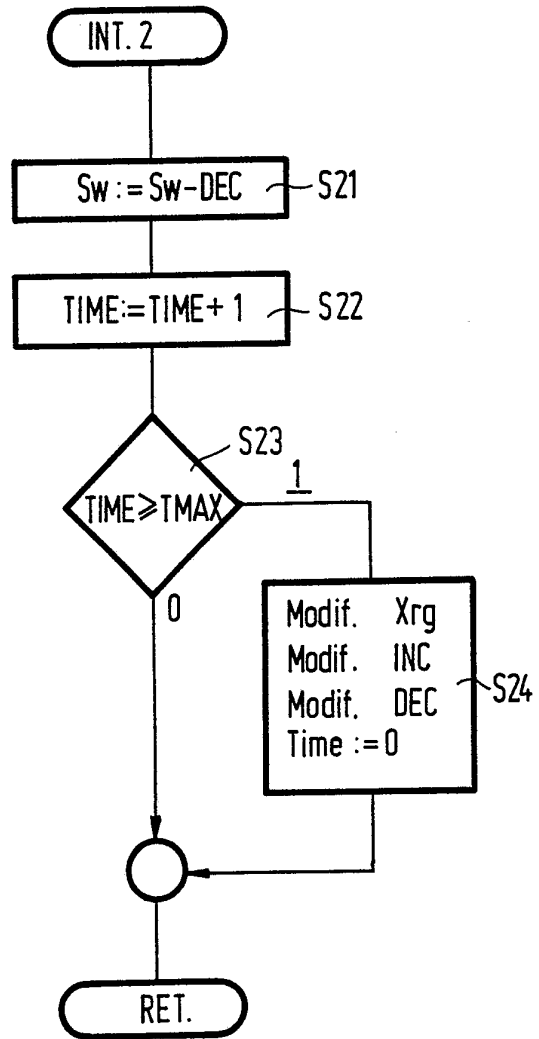 INT. 2
Sw := Sw-DEC
S21
TIME:=TIME+ 1
S22
S23
TIME≥TMAX
1
0
Modif. Xrg
Modif. INC
Modif. DEC
Time :=0
S24
RET.